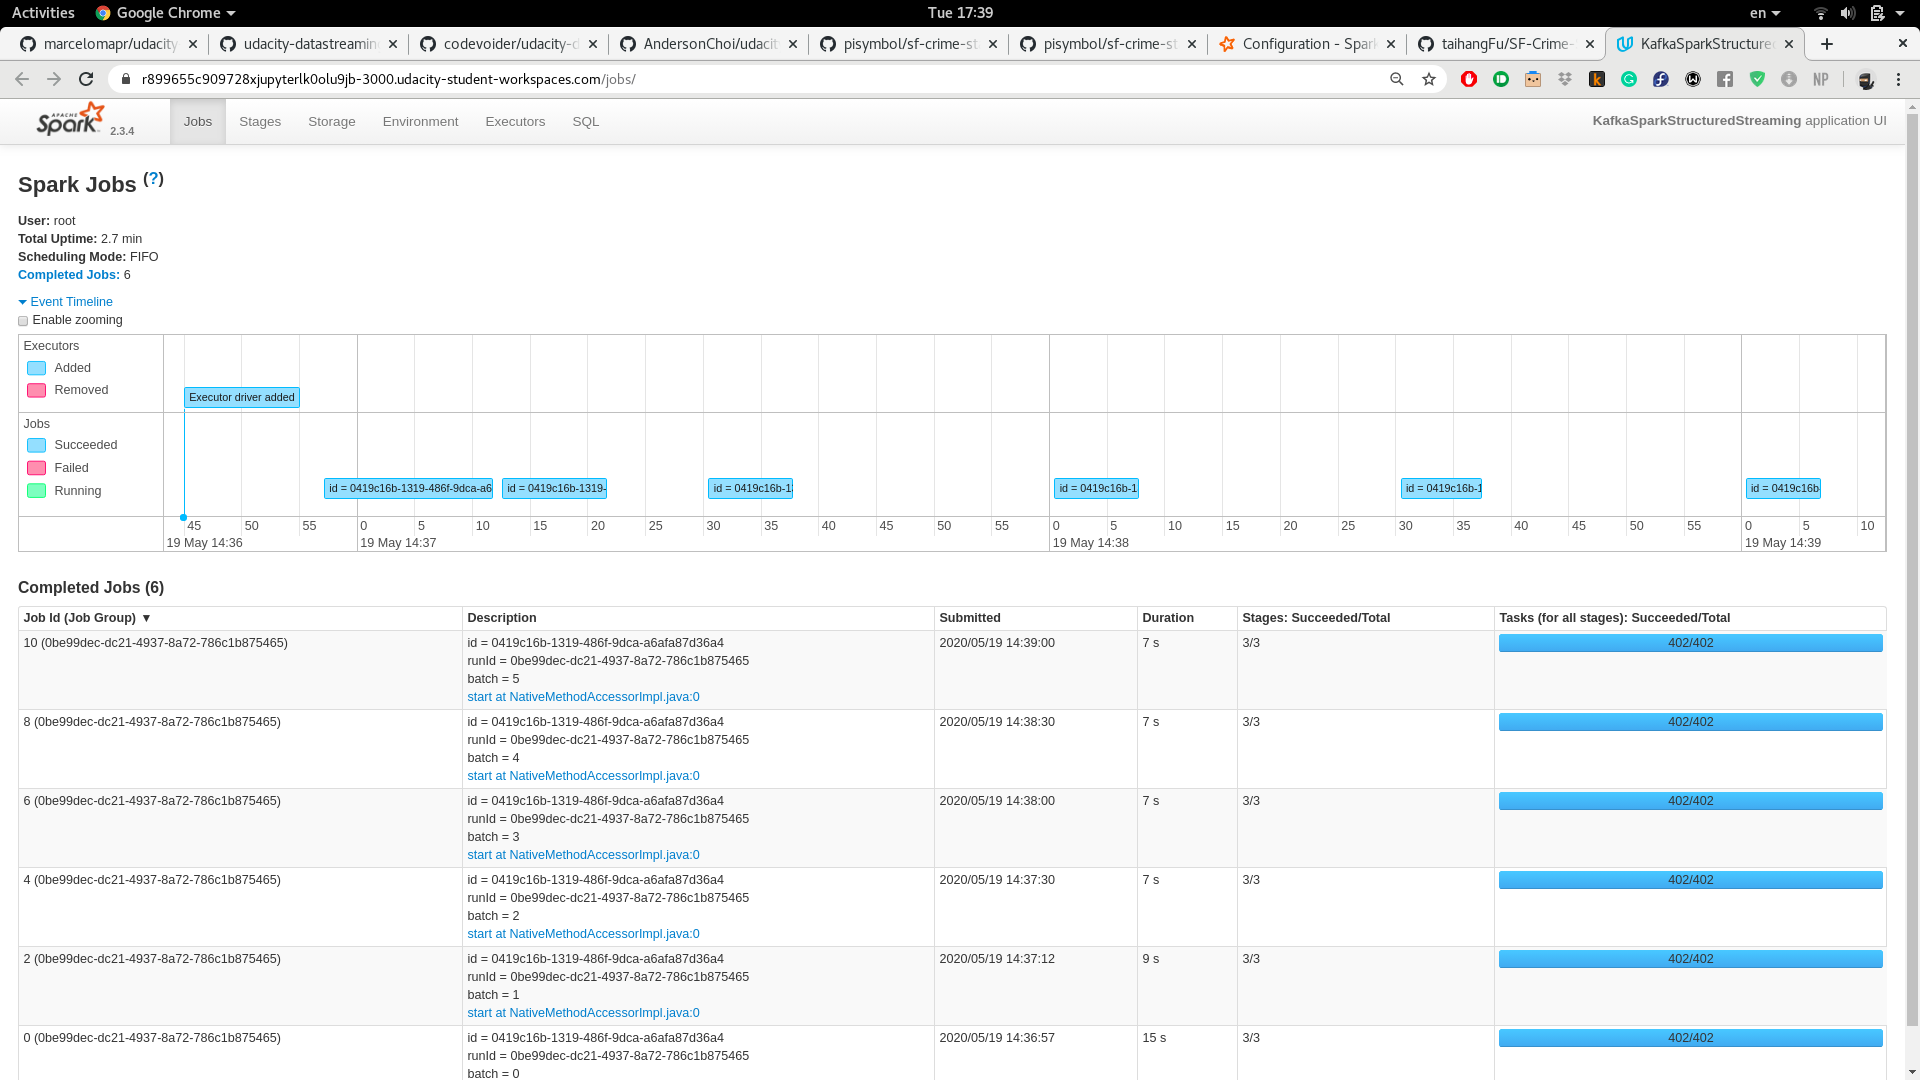 Activities Google Chrome Tue 17:39 en
marcelomapr/udacity udacity-datastreamin codevoider/udacity-d AndersonChoi/udacit pisymbol/sf-crime-st pisymbol/sf-crime-st Configuration - Spark taihangFu/SF-Crime- KafkaSparkStructured
r899655c909728xjupyterlk0olu9jb-3000.udacity-student-workspaces.com/jobs/
APACHE Spark 2.3.4 Jobs Stages Storage Environment Executors SQL KafkaSparkStructuredStreaming application UI
Spark Jobs (?)
User: root
Total Uptime: 2.7 min
Scheduling Mode: FIFO
Completed Jobs: 6
Event Timeline
Enable zooming
Executors
Added
Removed
Executor driver added
Jobs
Succeeded
Failed
Running
id = 0419c16b-1319-486f-9dca-a6 id = 0419c16b-1319- id = 0419c16b-1 id = 0419c16b-1 id = 0419c16b-1 id = 0419c16b
45 50 55 0 5 10 15 20 25 30 35 40 45 50 55 0 5 10 15 20 25 30 35 40 45 50 55 0 5 10
19 May 14:36 19 May 14:37 19 May 14:38 19 May 14:39
Completed Jobs (6)
Job Id (Job Group) ▼ Description Submitted Duration Stages: Succeeded/Total Tasks (for all stages): Succeeded/Total
10 (0be99dec-dc21-4937-8a72-786c1b875465) id = 0419c16b-1319-486f-9dca-a6afa87d36a4 2020/05/19 14:39:00 7 s 3/3 402/402
runId = 0be99dec-dc21-4937-8a72-786c1b875465
batch = 5
start at NativeMethodAccessorImpl.java:0
8 (0be99dec-dc21-4937-8a72-786c1b875465) id = 0419c16b-1319-486f-9dca-a6afa87d36a4 2020/05/19 14:38:30 7 s 3/3 402/402
runId = 0be99dec-dc21-4937-8a72-786c1b875465
batch = 4
start at NativeMethodAccessorImpl.java:0
6 (0be99dec-dc21-4937-8a72-786c1b875465) id = 0419c16b-1319-486f-9dca-a6afa87d36a4 2020/05/19 14:38:00 7 s 3/3 402/402
runId = 0be99dec-dc21-4937-8a72-786c1b875465
batch = 3
start at NativeMethodAccessorImpl.java:0
4 (0be99dec-dc21-4937-8a72-786c1b875465) id = 0419c16b-1319-486f-9dca-a6afa87d36a4 2020/05/19 14:37:30 7 s 3/3 402/402
runId = 0be99dec-dc21-4937-8a72-786c1b875465
batch = 2
start at NativeMethodAccessorImpl.java:0
2 (0be99dec-dc21-4937-8a72-786c1b875465) id = 0419c16b-1319-486f-9dca-a6afa87d36a4 2020/05/19 14:37:12 9 s 3/3 402/402
runId = 0be99dec-dc21-4937-8a72-786c1b875465
batch = 1
start at NativeMethodAccessorImpl.java:0
0 (0be99dec-dc21-4937-8a72-786c1b875465) id = 0419c16b-1319-486f-9dca-a6afa87d36a4 2020/05/19 14:36:57 15 s 3/3 402/402
runId = 0be99dec-dc21-4937-8a72-786c1b875465
batch = 0